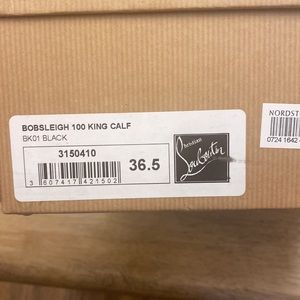 BOBSLEIGH 100 KING CALF
BK01 BLACK
3150410
36.5
3 607417 421502
Christian
Louboutin
NORDST
0724 1642